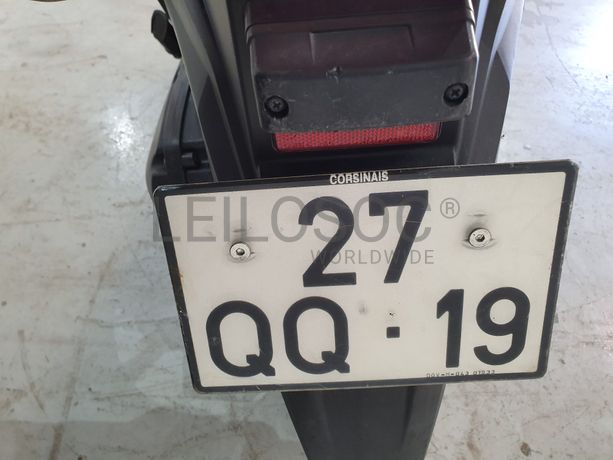 CORSINAIS
27
LEILOSOC®
WORLDWIDE
QQ·19